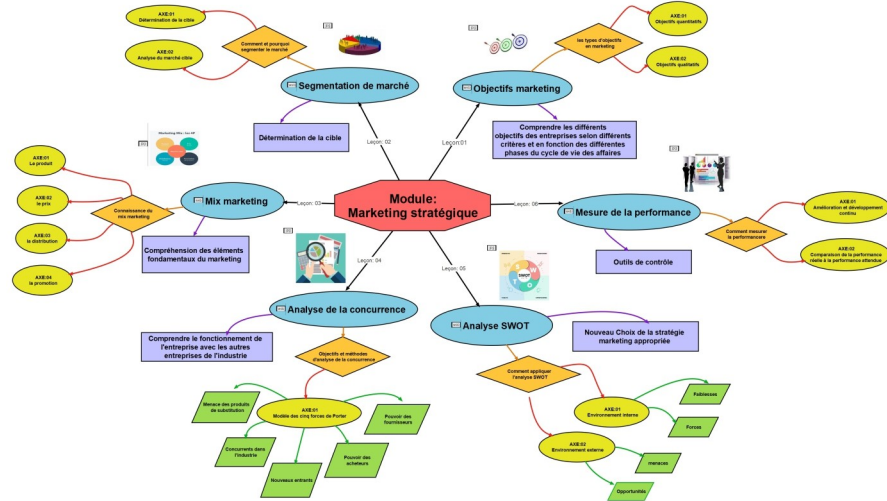 Module:
Marketing stratégique
Leçon:01
Objectifs marketing
les types d'objectifs
en marketing
AXE:01
Objectifs quantitatifs
AXE:02
Objectifs qualitatifs
Comprendre les différents
objectifs des entreprises selon différents
critères et en fonction des différentes
phases du cycle de vie des affaires
Leçon: 02
Segmentation de marché
Comment et pourquoi
segmenter le marché
AXE:01
Détermination de la cible
AXE:02
Analyse du marché cible
Détermination de la cible
Leçon: 03
Mix marketing
Connaissance du
mix marketing
AXE:01
Le produit
AXE:02
le prix
AXE:03
la distribution
AXE:04
la promotion
Compréhension des éléments
fondamentaux du marketing
Leçon: 04
Analyse de la concurrence
Comprendre le fonctionnement de
l'entreprise avec les autres
entreprises de l'industrie
Objectifs et méthodes
d'analyse de la concurrence
AXE:01
Modèle des cinq forces de Porter
Menace des produits
de substitution
Concurrents dans
l'industrie
Nouveaux entrants
Pouvoir des
acheteurs
Pouvoir des
fournisseurs
Leçon: 05
Analyse SWOT
SWOT
Nouveau Choix de la stratégie
marketing appropriée
Comment appliquer
l'analyse SWOT
AXE:01
Environnement interne
Faiblesses
Forces
AXE:02
Environnement externe
menaces
Opportunités
Leçon: 06
Mesure de la performance
Outils de contrôle
Comment mesurer
la performancere
AXE:01
Amélioration et développement
continu
AXE:02
Comparaison de la performance
réelle à la performance attendue